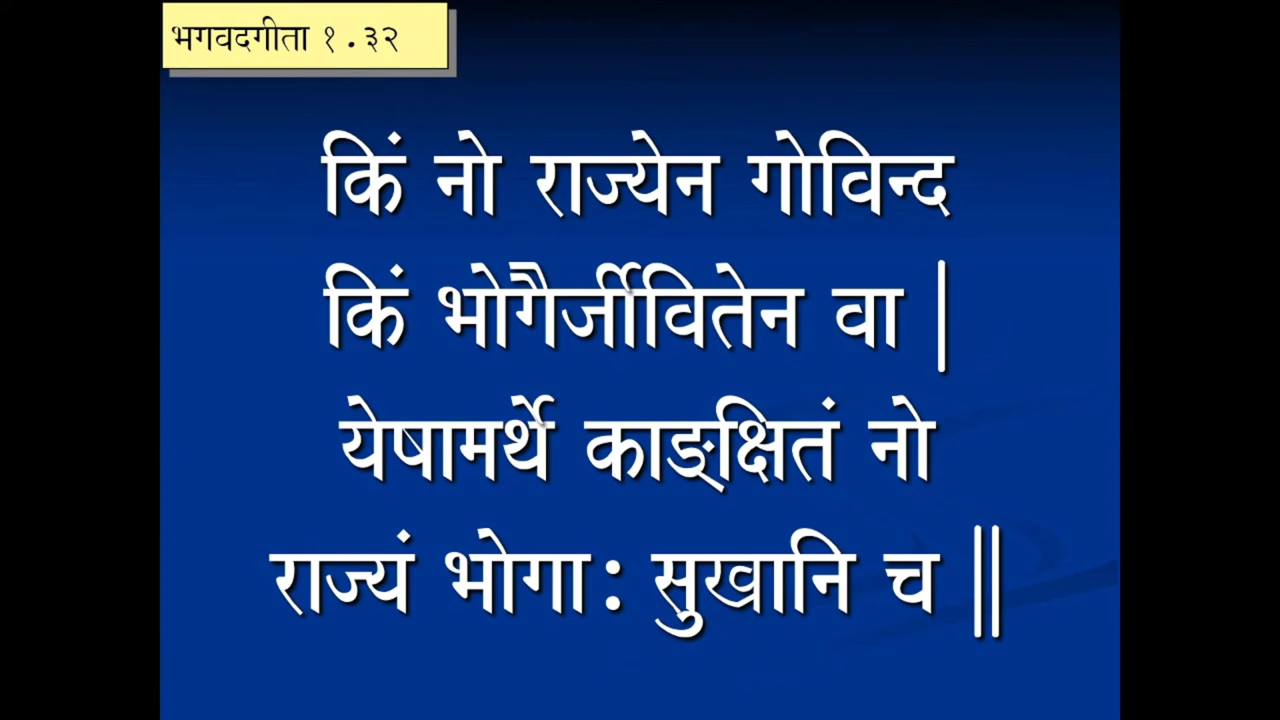 भगवदगीता १.३२
किं नो राज्येन गोविन्द
किं भोगैर्जीवितेन वा |
येषामर्थे काङ्क्षितं नो
राज्यं भोगाः सुखानि च ||